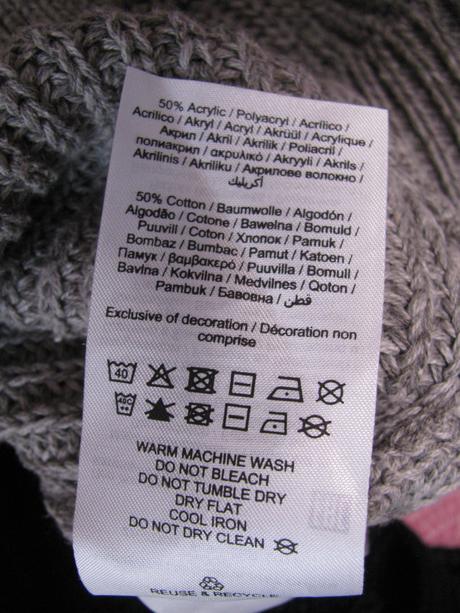 50% Acrylic / Polyacryl / Acrílico /
Acrilico / Akryl / Acryl / Akrüül / Acrylique /
Акрил / Akril / Akrilik / Poliacril /
полиакрил / ακρυλικό / Akryyli / Akrils /
Akrilinis / Akriliku / Акрилове волокно /
أكريليك
50% Cotton / Baumwolle / Algodón /
Algodão / Cotone / Bawełna / Bomuld /
Puuvill / Coton / Хлопок / Pamuk /
Bombaz / Bumbac / Pamut / Katoen /
Памук / βαμβακερό / Puuvilla / Bomull /
Bavlna / Kokvilna / Medvilnes / Qoton /
Pambuk / Бавовна / قطن
Exclusive of decoration / Décoration non
comprise
40
40C
WARM MACHINE WASH
DO NOT BLEACH
DO NOT TUMBLE DRY
DRY FLAT
COOL IRON
DO NOT DRY CLEAN
REUSE & RECYCLE